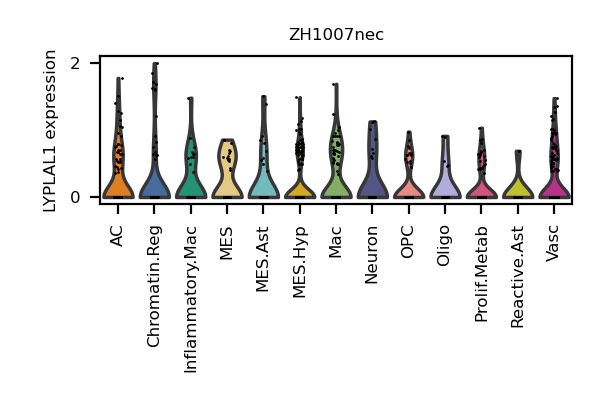 ZH1007nec
LYPLAL1 expression
2
0
AC
Chromatin.Reg
Inflammatory.Mac
MES
MES.Ast
MES.Hyp
Mac
Neuron
OPC
Oligo
Prolif.Metab
Reactive.Ast
Vasc